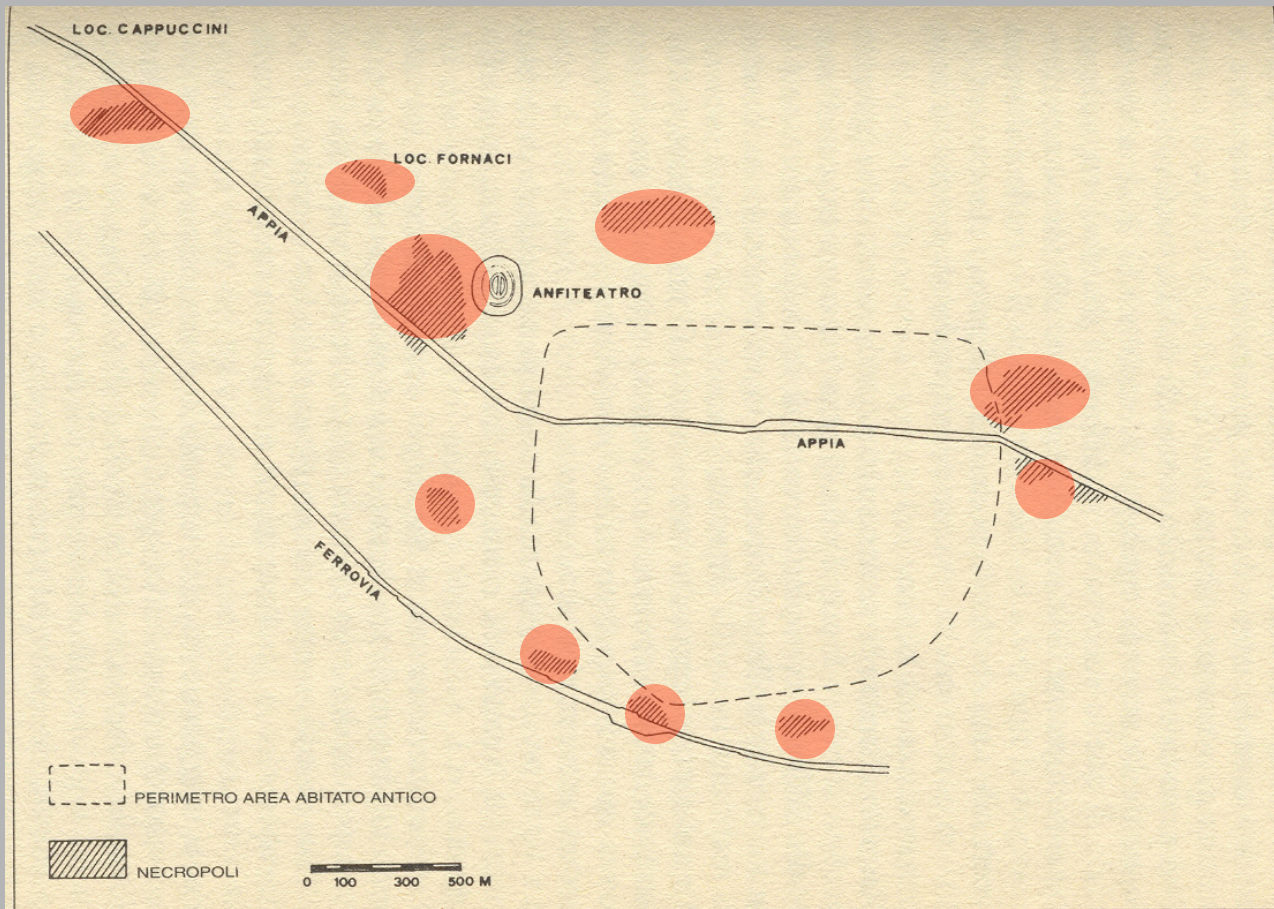 LOC. CAPPUCCINI
LOC. FORNACI
APPIA
ANFITEATRO
APPIA
FERROVIA
PERIMETRO AREA ABITATO ANTICO
NECROPOLI
0 100 300 500 M